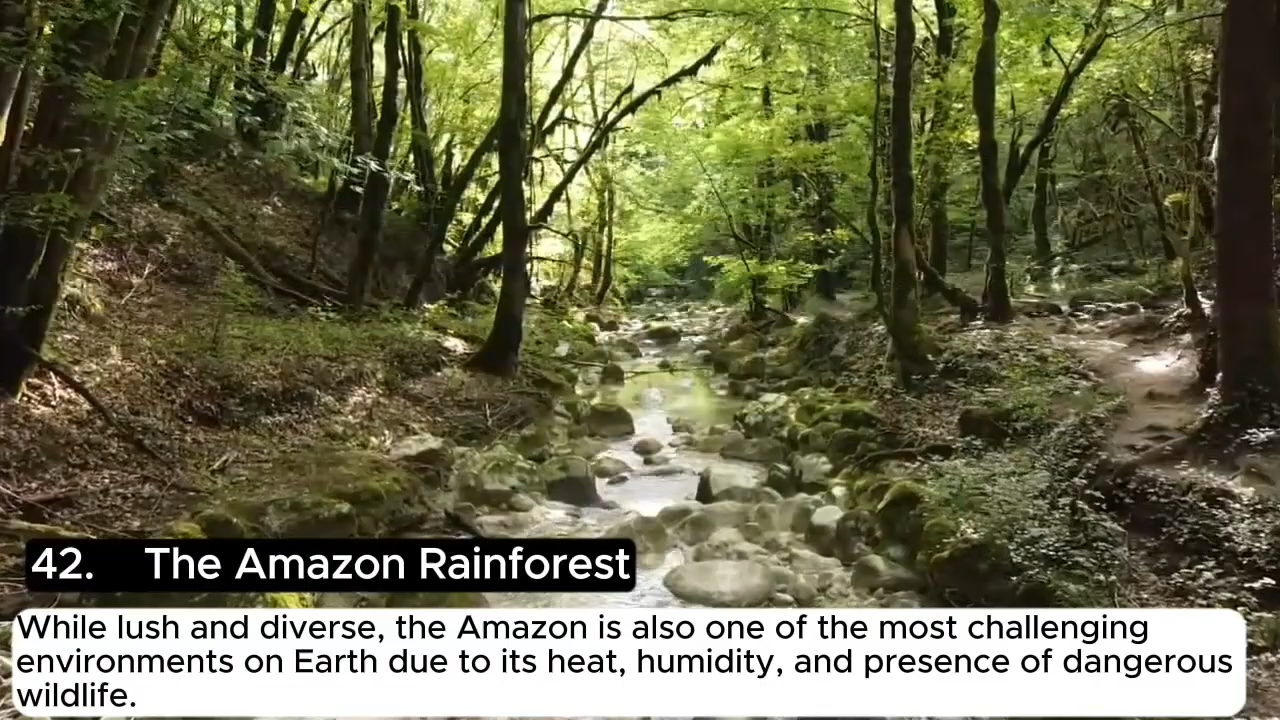 42. The Amazon Rainforest
While lush and diverse, the Amazon is also one of the most challenging
environments on Earth due to its heat, humidity, and presence of dangerous
wildlife.